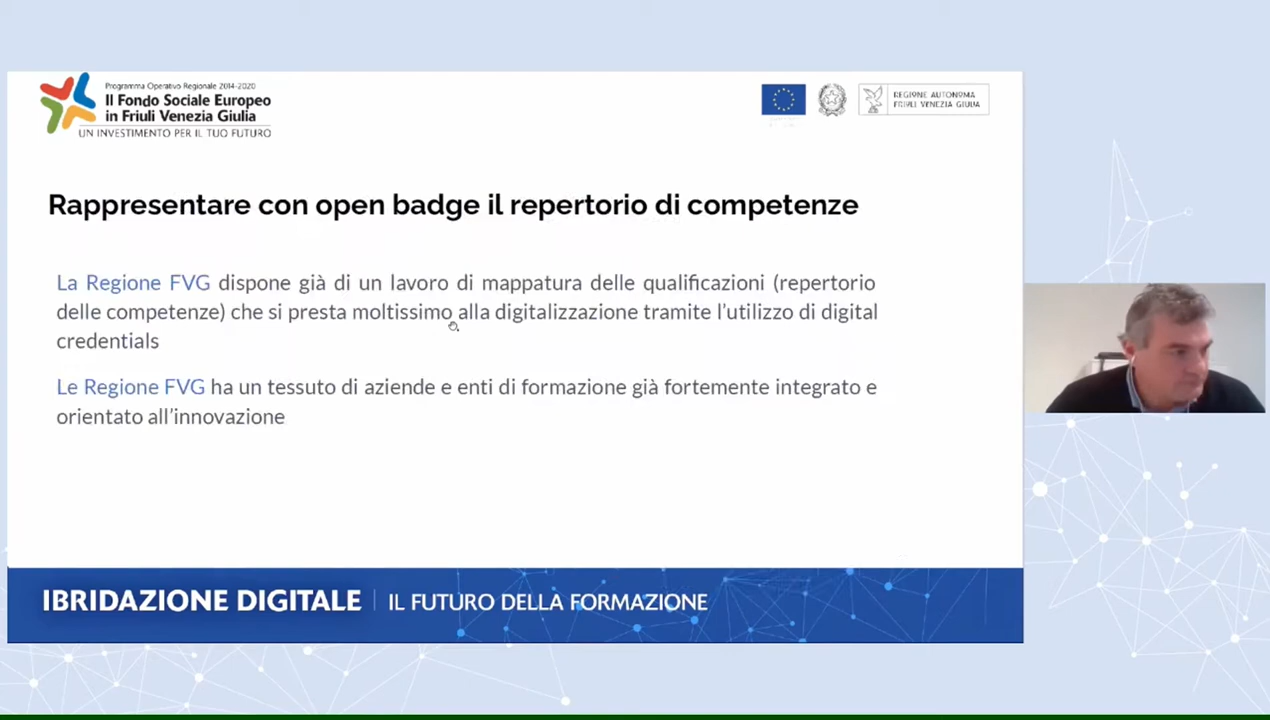 Programma Operativo Regionale 2014-2020
Il Fondo Sociale Europeo
in Friuli Venezia Giulia
UN INVESTIMENTO PER IL TUO FUTURO
REGIONE AUTONOMA
FRIULI VENEZIA GIULIA
Rappresentare con open badge il repertorio di competenze
La Regione FVG dispone già di un lavoro di mappatura delle qualificazioni (repertorio
delle competenze) che si presta moltissimo alla digitalizzazione tramite l’utilizzo di digital
credentials
Le Regione FVG ha un tessuto di aziende e enti di formazione già fortemente integrato e
orientato all’innovazione
IBRIDAZIONE DIGITALE | IL FUTURO DELLA FORMAZIONE